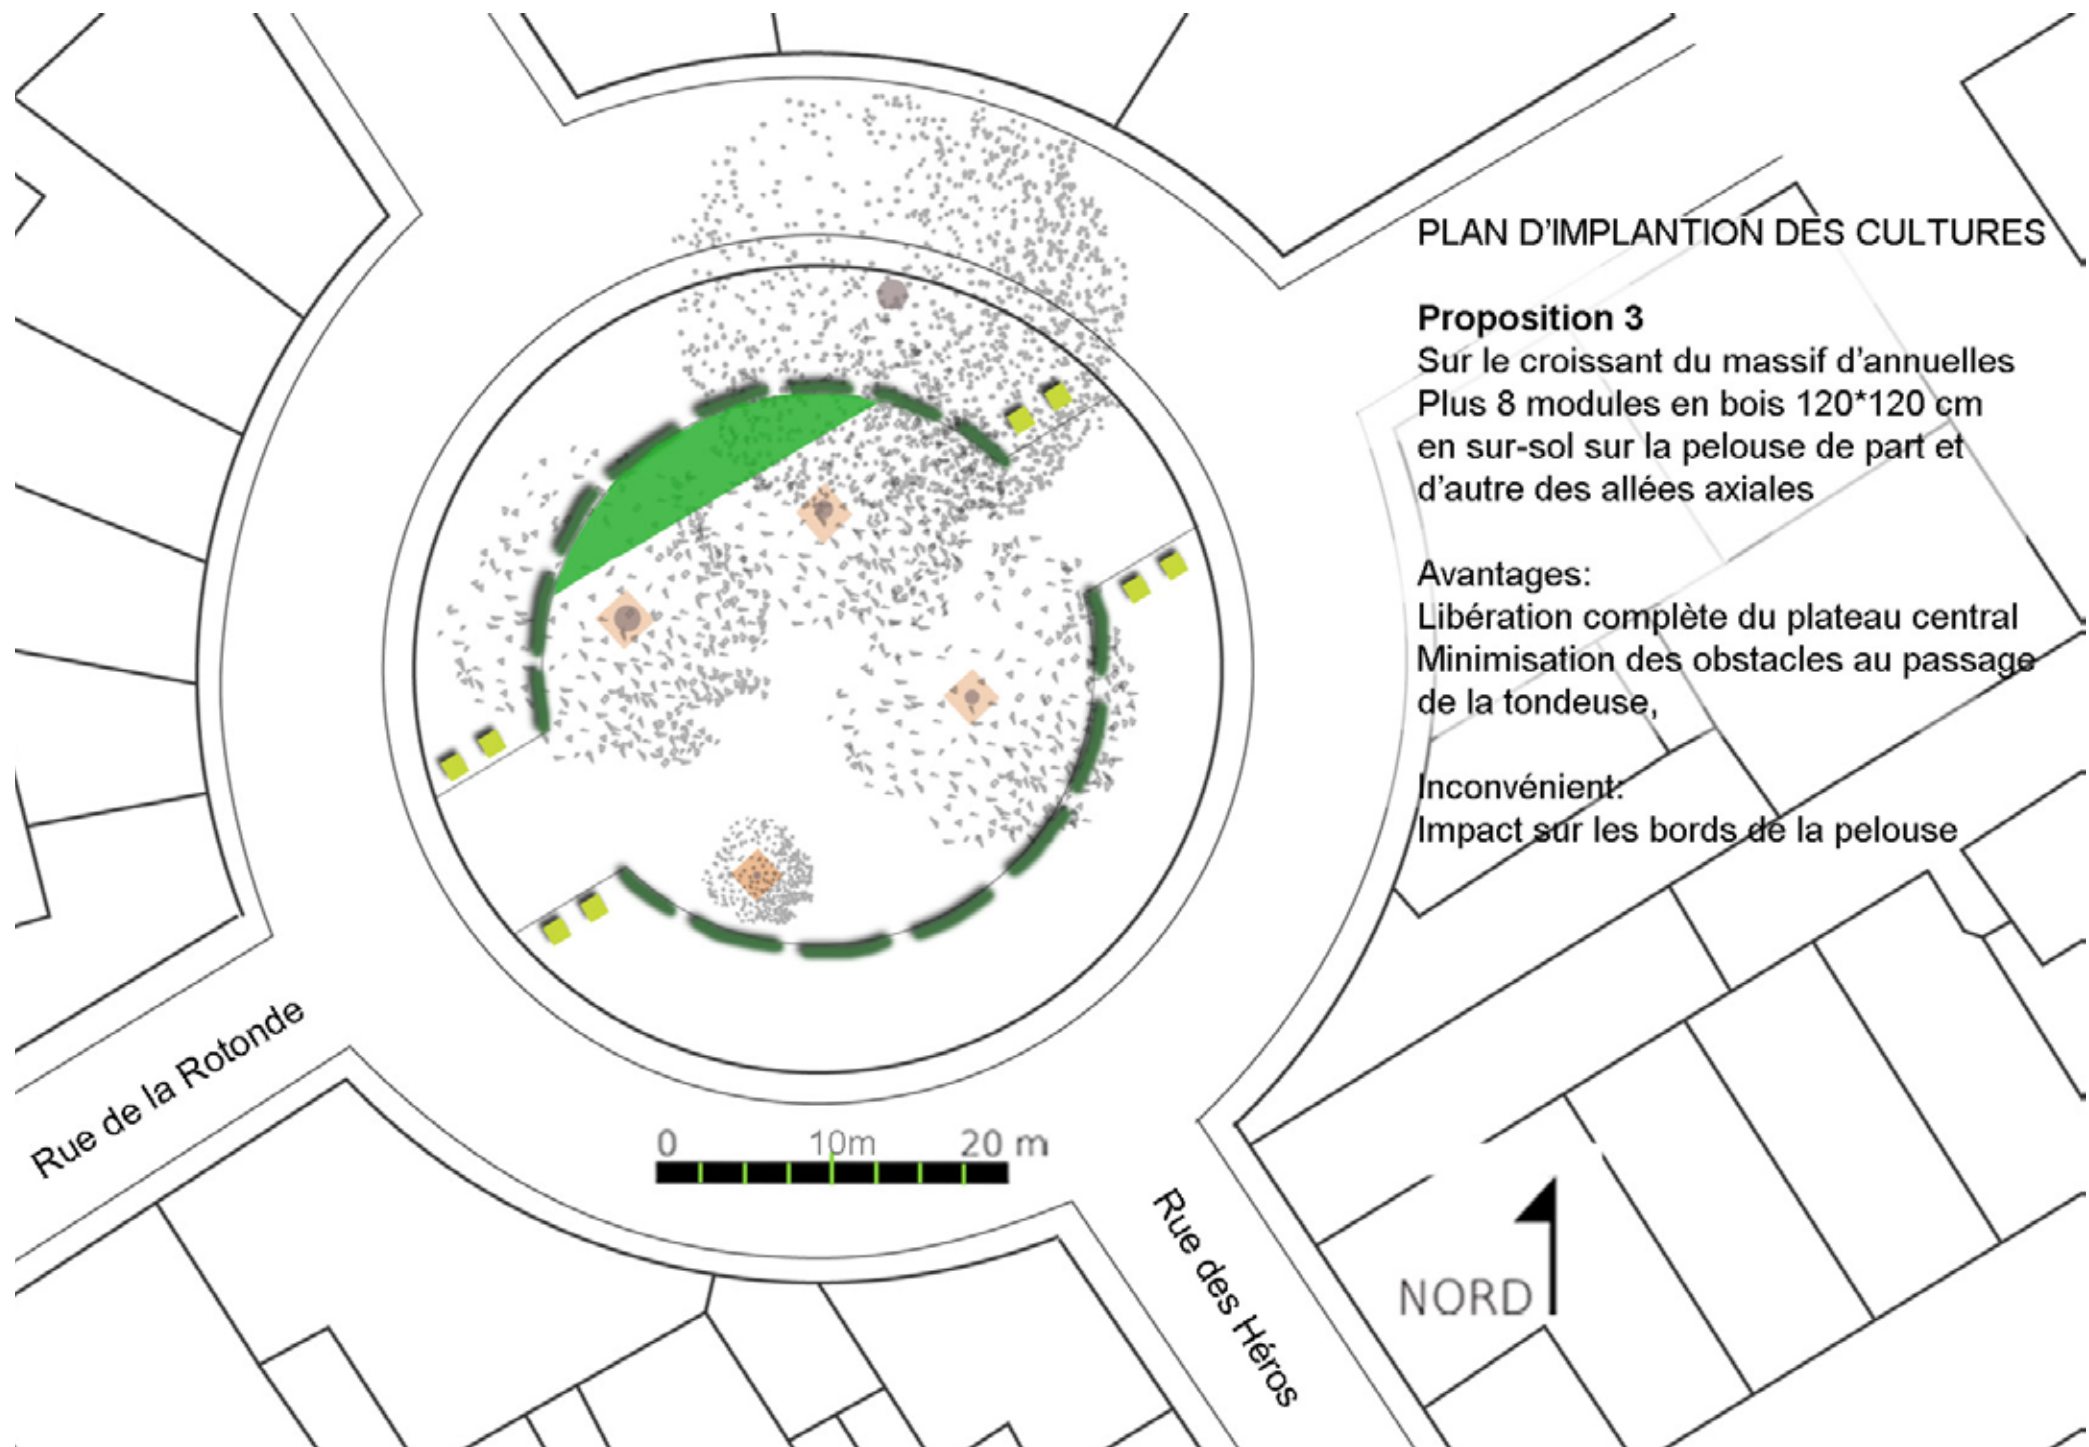 PLAN D'IMPLANTION DES CULTURES
Proposition 3
Sur le croissant du massif d'annuelles
Plus 8 modules en bois 120*120 cm
en sur-sol sur la pelouse de part et
d'autre des allées axiales
Avantages:
Libération complète du plateau central
Minimisation des obstacles au passage
de la tondeuse,
Inconvénient:
Impact sur les bords de la pelouse
Rue de la Rotonde
0 10m 20 m
Rue des Héros
NORD